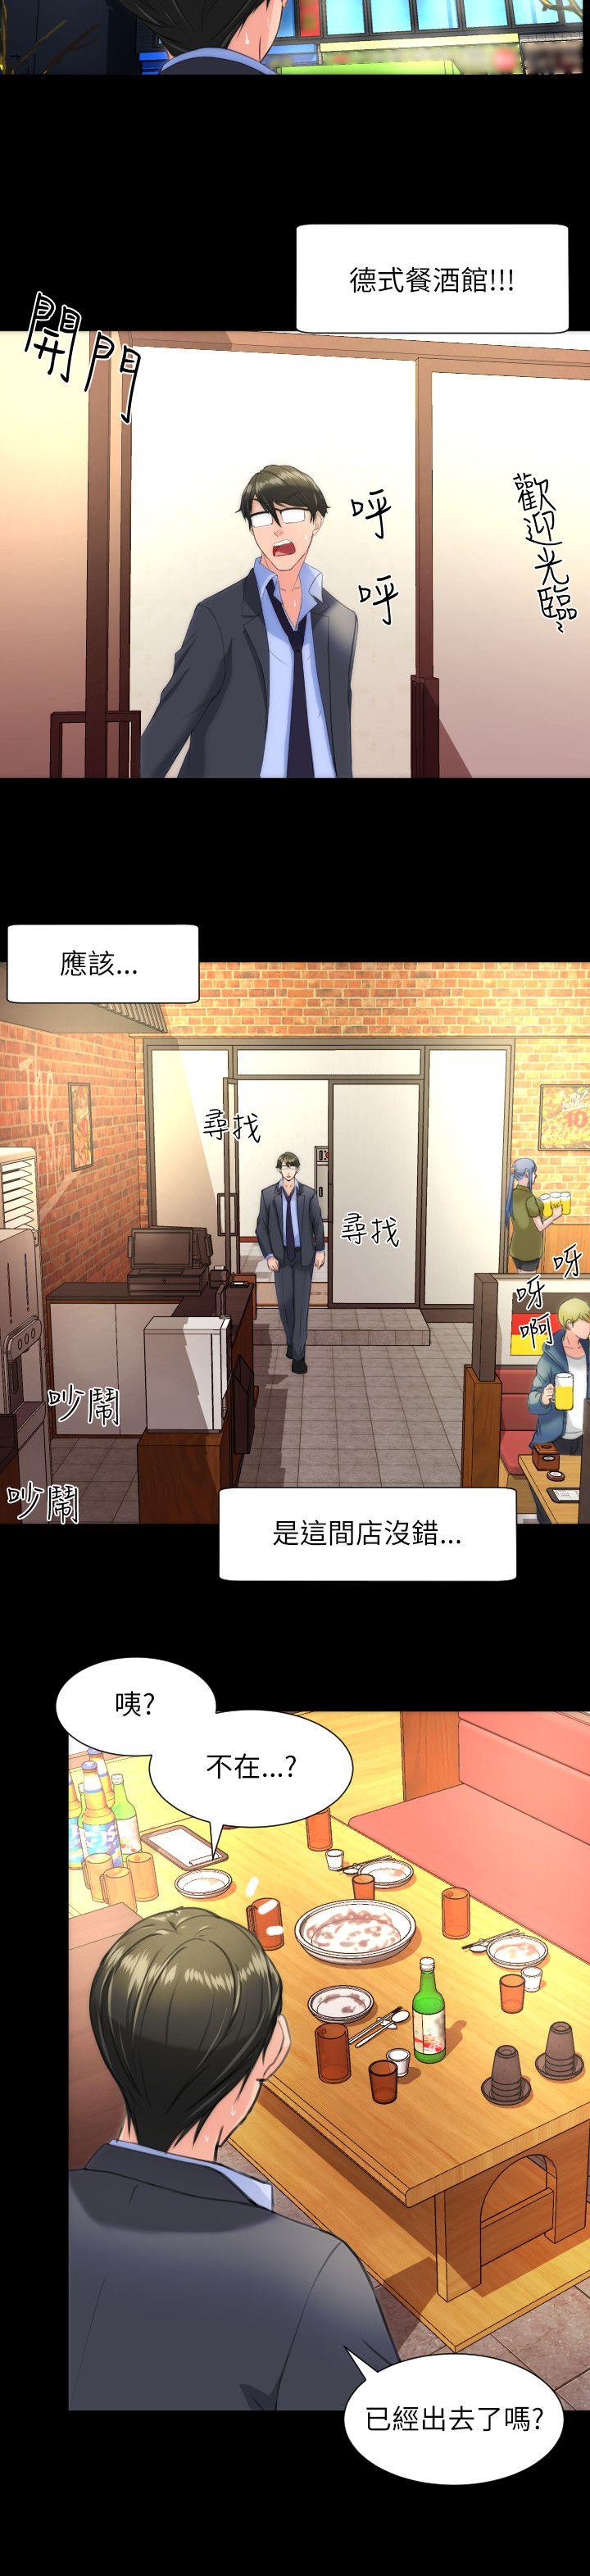 德式餐酒館!!!
開門
呼
呼
歡迎光臨~
應該...
尋找
尋找
呀
呀
啊
吵鬧
吵鬧
是這間店沒錯...
咦?
不在...?
已經出去了嗎?